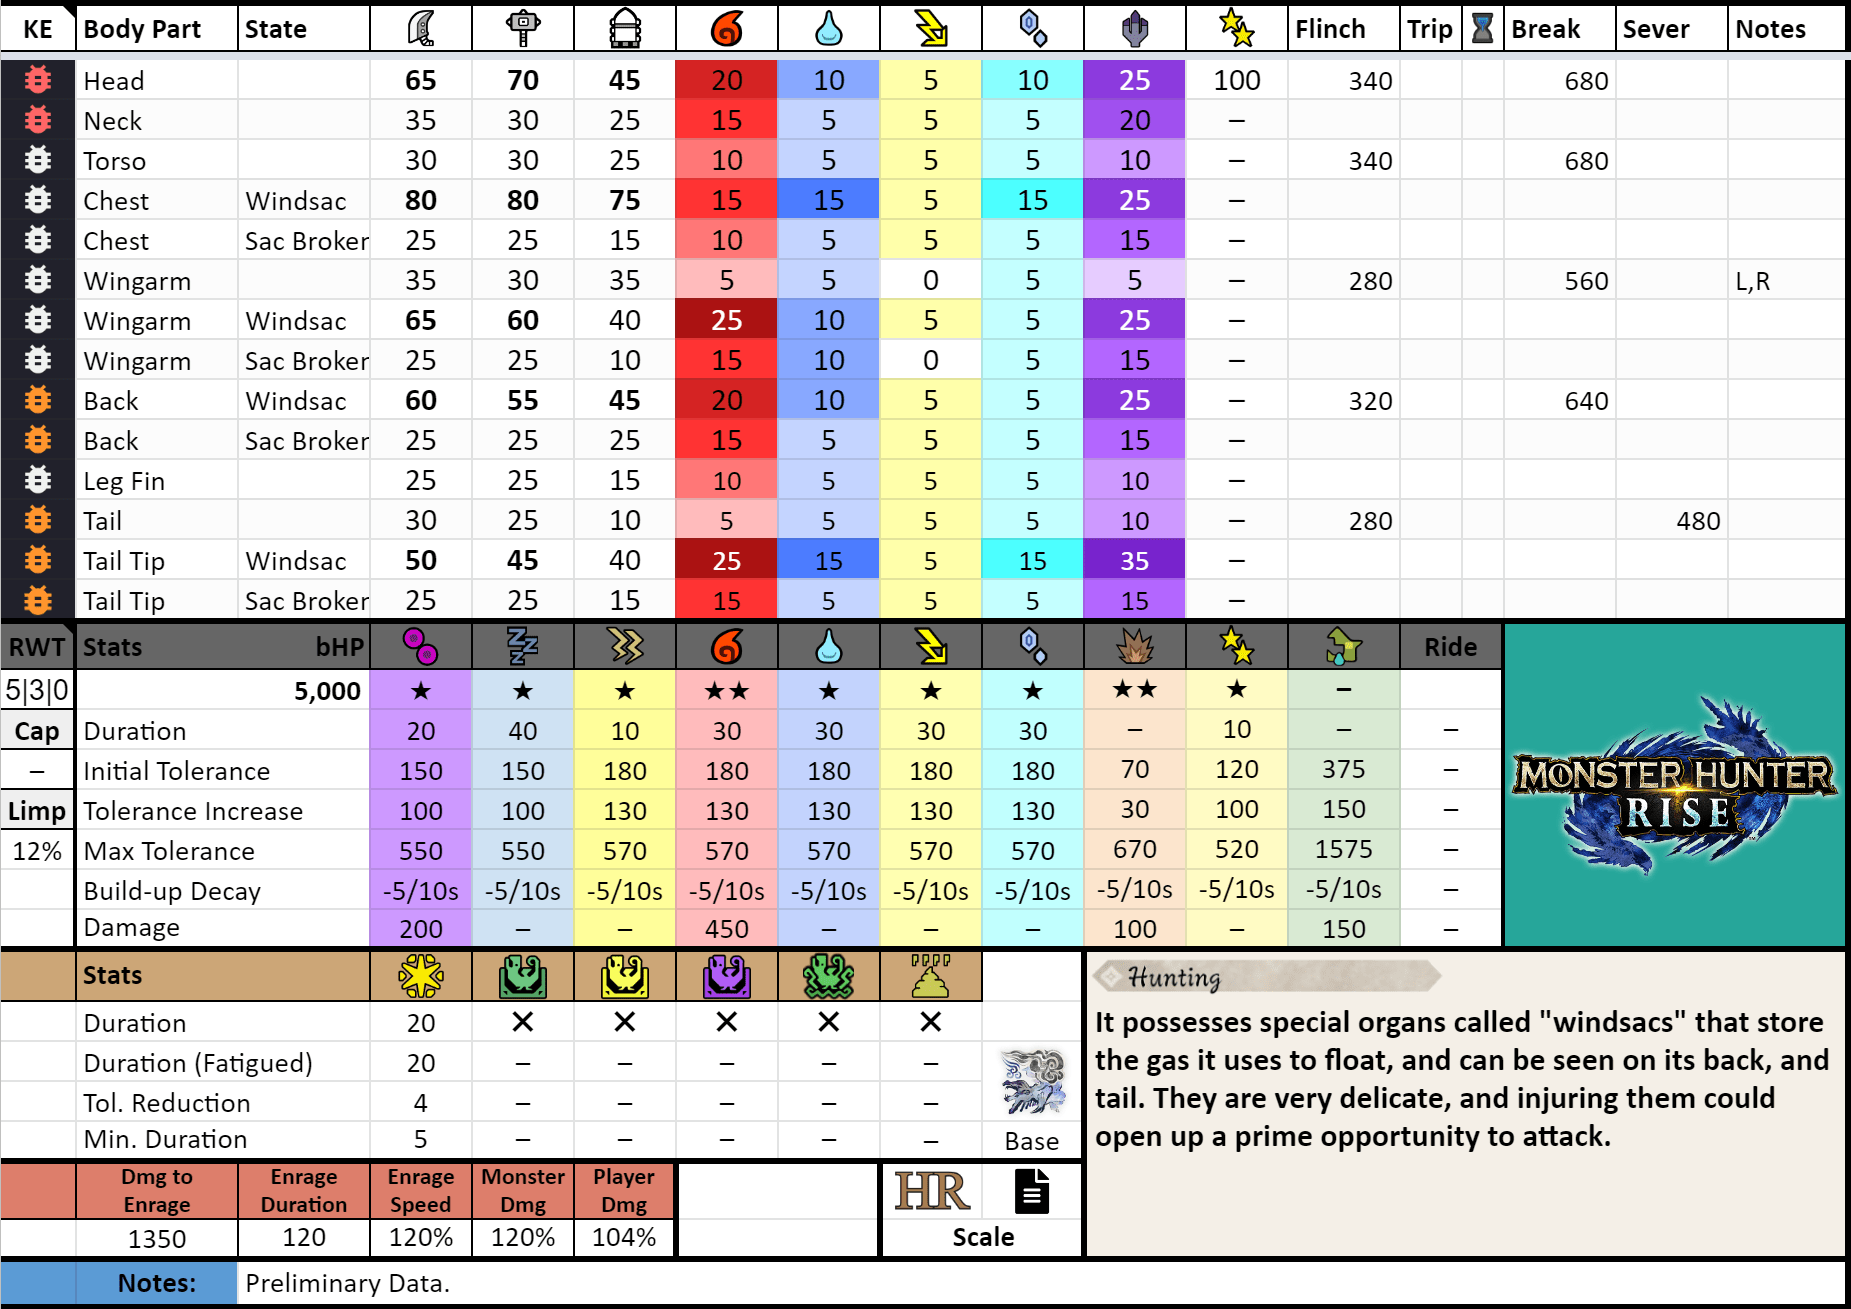 KE Body Part State Flinch Trip Break Sever Notes
Head 65 70 45 20 10 5 10 25 100 340 680
Neck 35 30 25 15 5 5 5 20 –
Torso 30 30 25 10 5 5 5 10 – 340 680
Chest Windsac 80 80 75 15 15 5 15 25 –
Chest Sac Broker 25 25 15 10 5 5 5 15 –
Wingarm 35 30 35 5 5 0 5 5 – 280 560 L,R
Wingarm Windsac 65 60 40 25 10 5 5 25 –
Wingarm Sac Broker 25 25 10 15 10 0 5 15 –
Back Windsac 60 55 45 20 10 5 5 25 – 320 640
Back Sac Broker 25 25 25 15 5 5 5 15 –
Leg Fin 25 25 15 10 5 5 5 10 –
Tail 30 25 10 5 5 5 5 10 – 280 480
Tail Tip Windsac 50 45 40 25 15 5 15 35 –
Tail Tip Sac Broker 25 25 15 15 5 5 5 15 –
RWT Stats bHP Ride
5|3|0 5,000 ★ ★ ★ ★★ ★ ★ ★ ★★ ★ –
Cap Duration 20 40 10 30 30 30 30 – 10 – –
– Initial Tolerance 150 150 180 180 180 180 180 70 120 375 –
Limp Tolerance Increase 100 100 130 130 130 130 130 30 100 150 –
12% Max Tolerance 550 550 570 570 570 570 570 670 520 1575 –
Build-up Decay -5/10s -5/10s -5/10s -5/10s -5/10s -5/10s -5/10s -5/10s -5/10s -5/10s –
Damage 200 – – 450 – – – 100 – 150 –
MONSTER HUNTER
RISE
Stats
Duration 20 ✕ ✕ ✕ ✕ ✕
Duration (Fatigued) 20 – – – – –
Tol. Reduction 4 – – – – –
Min. Duration 5 – – – – – Base
Hunting
It possesses special organs called "windsacs" that store
the gas it uses to float, and can be seen on its back, and
tail. They are very delicate, and injuring them could
open up a prime opportunity to attack.
Dmg to Enrage Enrage Monster Player
Enrage Duration Speed Dmg Dmg
HR
1350 120 120% 120% 104% Scale
Notes: Preliminary Data.